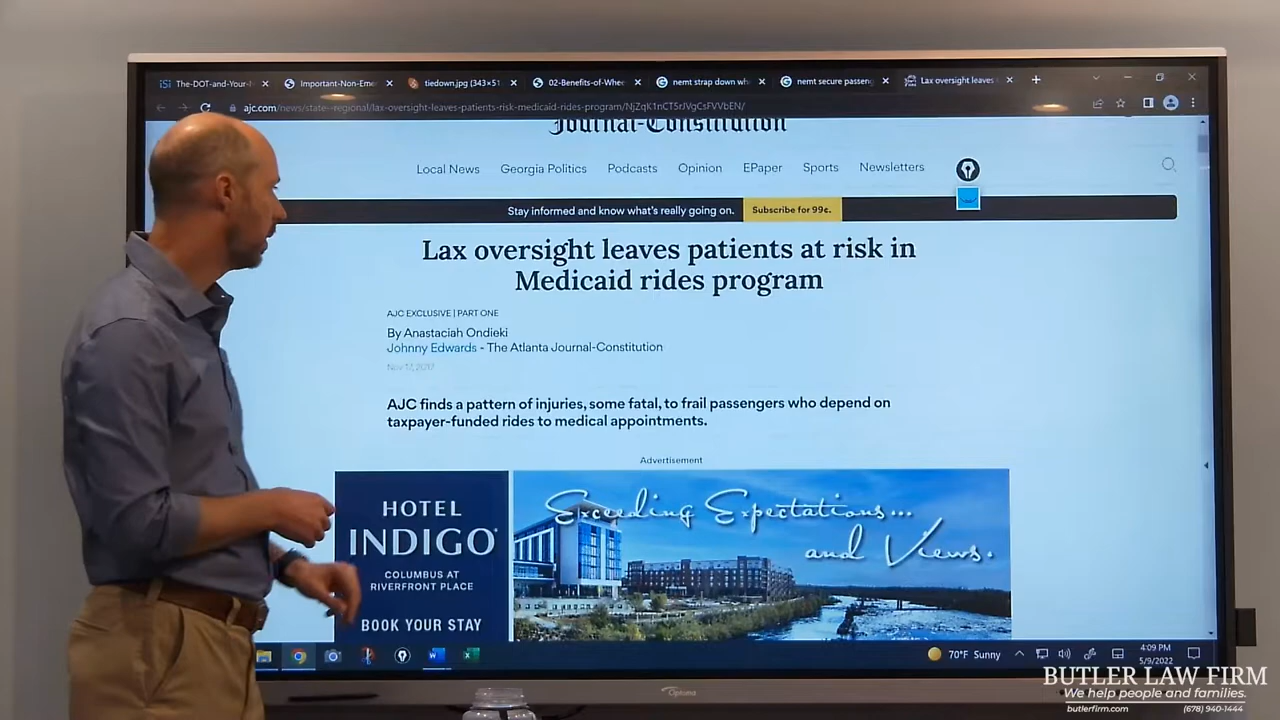 The-DOT-and-Your-
Important-Non-Eme
tiedown.jpg (343×51
02-Benefits-of-Whe
nemt strap down wh
nemt secure passen
Lax oversight leaves
ajc.com/news/state--regional/lax-oversight-leaves-patients-risk-medicaid-rides-program/
Journal-Constitution
Local News Georgia Politics Podcasts Opinion EPaper Sports Newsletters
Stay informed and know what's really going on. Subscribe for 99¢.
Lax oversight leaves patients at risk in
Medicaid rides program
AJC EXCLUSIVE | PART ONE
By Anastaciah Ondieki
Johnny Edwards - The Atlanta Journal-Constitution
Nov 17, 2017
AJC finds a pattern of injuries, some fatal, to frail passengers who depend on
taxpayer-funded rides to medical appointments.
Advertisement
HOTEL
INDIGO
COLUMBUS AT
RIVERFRONT PLACE
BOOK YOUR STAY
Exceeding Expectations...
and Views.
70°F Sunny
4:09 PM
5/9/2022
Optoma
BUTLER LAW FIRM
We help people and families.
butlerfirm.com (678) 940-1444